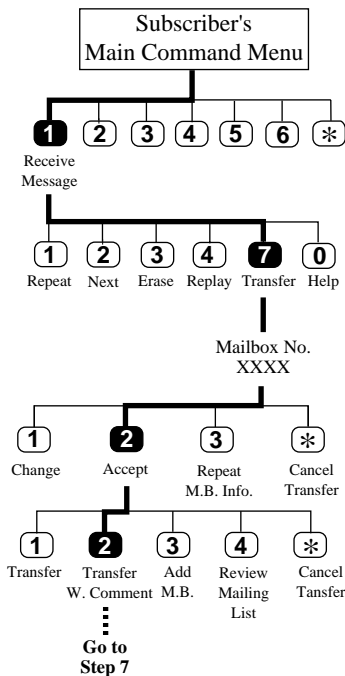 Subscriber's
Main Command Menu
1 2 3 4 5 6 *
Receive
Message
1 2 3 4 7 0
Repeat Next Erase Replay Transfer Help
Mailbox No.
XXXX
1 2 3 *
Change Accept Repeat Cancel
M.B. Info. Transfer
1 2 3 4 *
Transfer Transfer Add Review Cancel
W. Comment M.B. Mailing Tansfer
List
Go to
Step 7